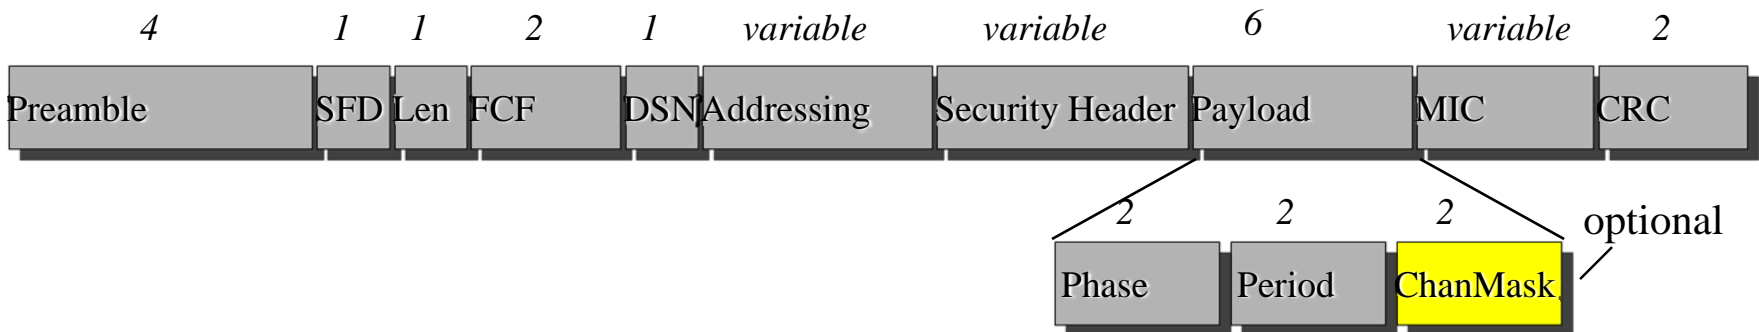 4 1 1 2 1 variable variable 6 variable 2
Preamble SFD Len FCF DSN Addressing Security Header Payload MIC CRC
2 2 2 optional
Phase Period ChanMask